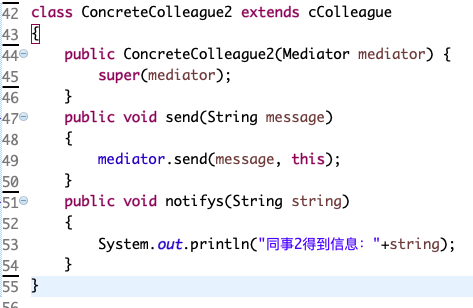 42 class ConcreteColleague2 extends cColleague
43 {
44     public ConcreteColleague2(Mediator mediator) {
45         super(mediator);
46     }
47     public void send(String message)
48     {
49         mediator.send(message, this);
50     }
51     public void notifys(String string)
52     {
53         System.out.println("同事2得到信息："+string);
54     }
55 }
56